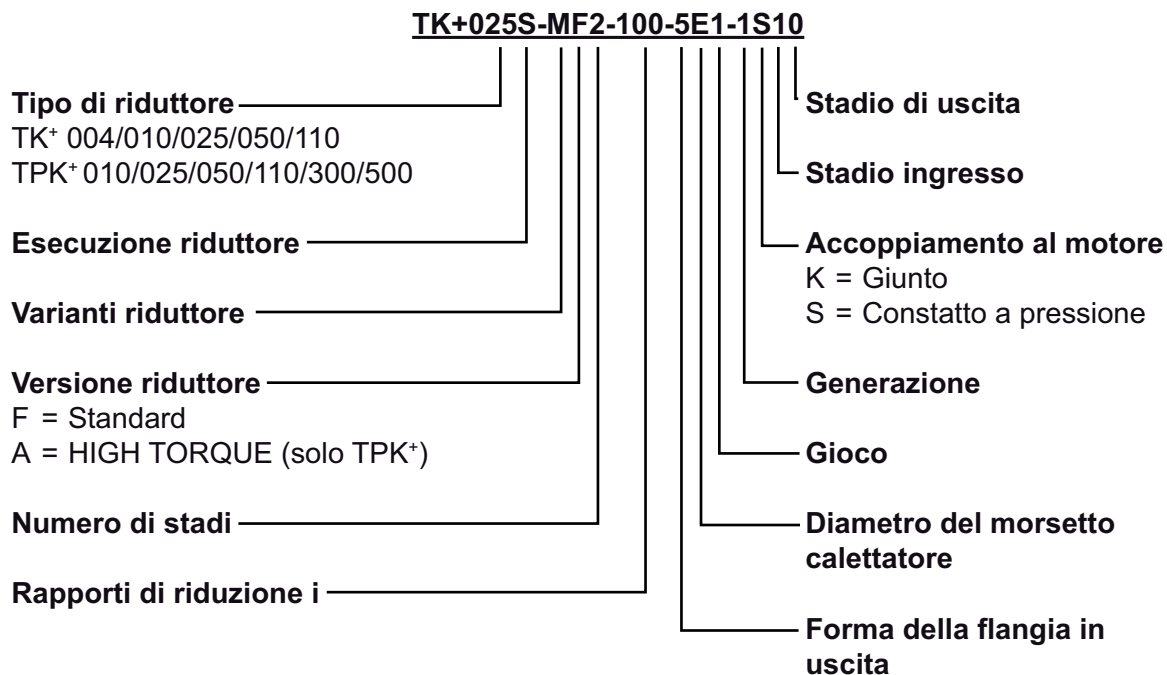 TK+025S-MF2-100-5E1-1S10
Tipo di riduttore
TK+ 004/010/025/050/110
TPK+ 010/025/050/110/300/500
Esecuzione riduttore
Varianti riduttore
Versione riduttore
F = Standard
A = HIGH TORQUE (solo TPK+)
Numero di stadi
Rapporti di riduzione i
Stadio di uscita
Stadio ingresso
Accoppiamento al motore
K = Giunto
S = Constatto a pressione
Generazione
Gioco
Diametro del morsetto
calettatore
Forma della flangia in
uscita